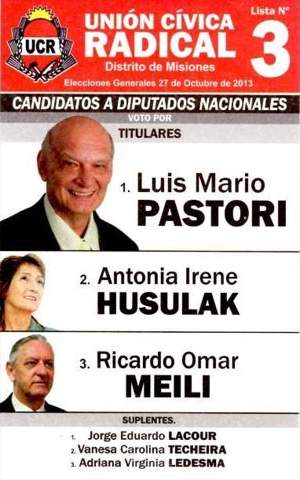 UCR
UNIÓN CÍVICA
RADICAL
Distrito de Misiones
Lista Nº
3
Elecciones Generales 27 de Octubre de 2013
CANDIDATOS A DIPUTADOS NACIONALES
VOTO POR
TITULARES
1. Luis Mario
PASTORI
2. Antonia Irene
HUSULAK
3. Ricardo Omar
MEILI
SUPLENTES.
1. Jorge Eduardo LACOUR
2. Vanesa Carolina TECHEIRA
3. Adriana Virginia LEDESMA